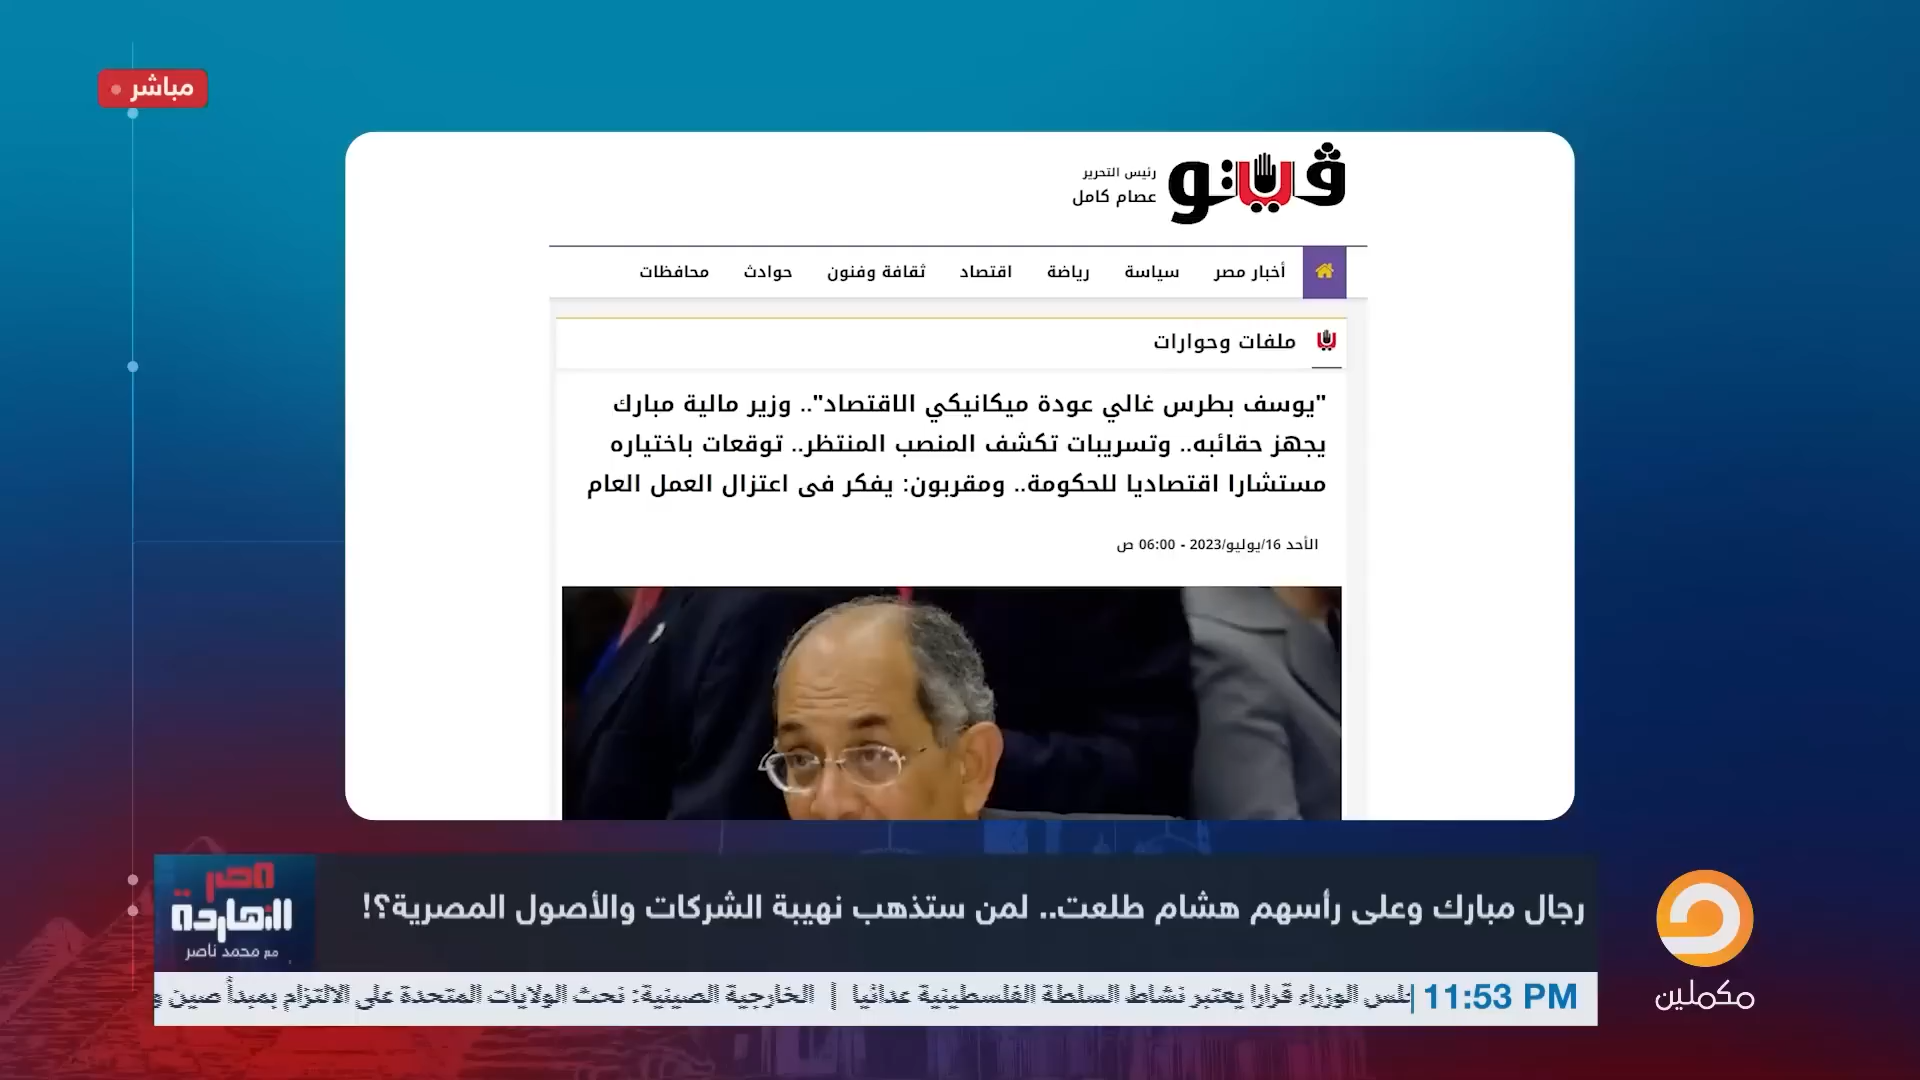 مباشر
ڤيتو
رئيس التحرير
عصام كامل
أخبار مصر سياسة رياضة اقتصاد ثقافة وفنون حوادث محافظات
ملفات وحوارات
"يوسف بطرس غالي عودة ميكانيكي الاقتصاد".. وزير مالية مبارك
يجهز حقائبه.. وتسريبات تكشف المنصب المنتظر.. توقعات باختياره
مستشارا اقتصاديا للحكومة.. ومقربون: يفكر فى اعتزال العمل العام
الأحد 16/يوليو/2023 - 06:00 ص
مصر
النهاردة
مع محمد ناصر
رجال مبارك وعلى رأسهم هشام طلعت.. لمن ستذهب نهيبة الشركات والأصول المصرية؟!
11:53 PM
الوزراء قرارا يعتبر نشاط السلطة الفلسطينية عدائيا | الخارجية الصينية: نحث الولايات المتحدة على الالتزام بمبدأ صين
مكملين